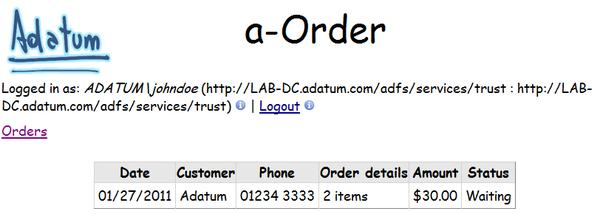 Adatum
a-Order
Logged in as: ADATUM\johndoe (http://LAB-DC.adatum.com/adfs/services/trust : http://LAB-
DC.adatum.com/adfs/services/trust) | Logout
Orders
Date Customer Phone Order details Amount Status
01/27/2011 Adatum 01234 3333 2 items $30.00 Waiting